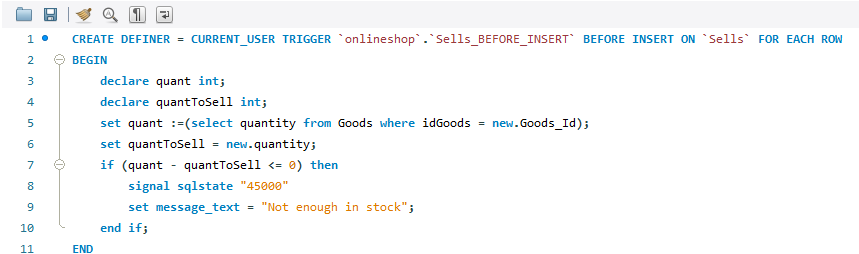 1 CREATE DEFINER = CURRENT_USER TRIGGER `onlineshop`.`Sells_BEFORE_INSERT` BEFORE INSERT ON `Sells` FOR EACH ROW
2 BEGIN
3 declare quant int;
4 declare quantToSell int;
5 set quant :=(select quantity from Goods where idGoods = new.Goods_Id);
6 set quantToSell = new.quantity;
7 if (quant - quantToSell <= 0) then
8 signal sqlstate "45000"
9 set message_text = "Not enough in stock";
10 end if;
11 END